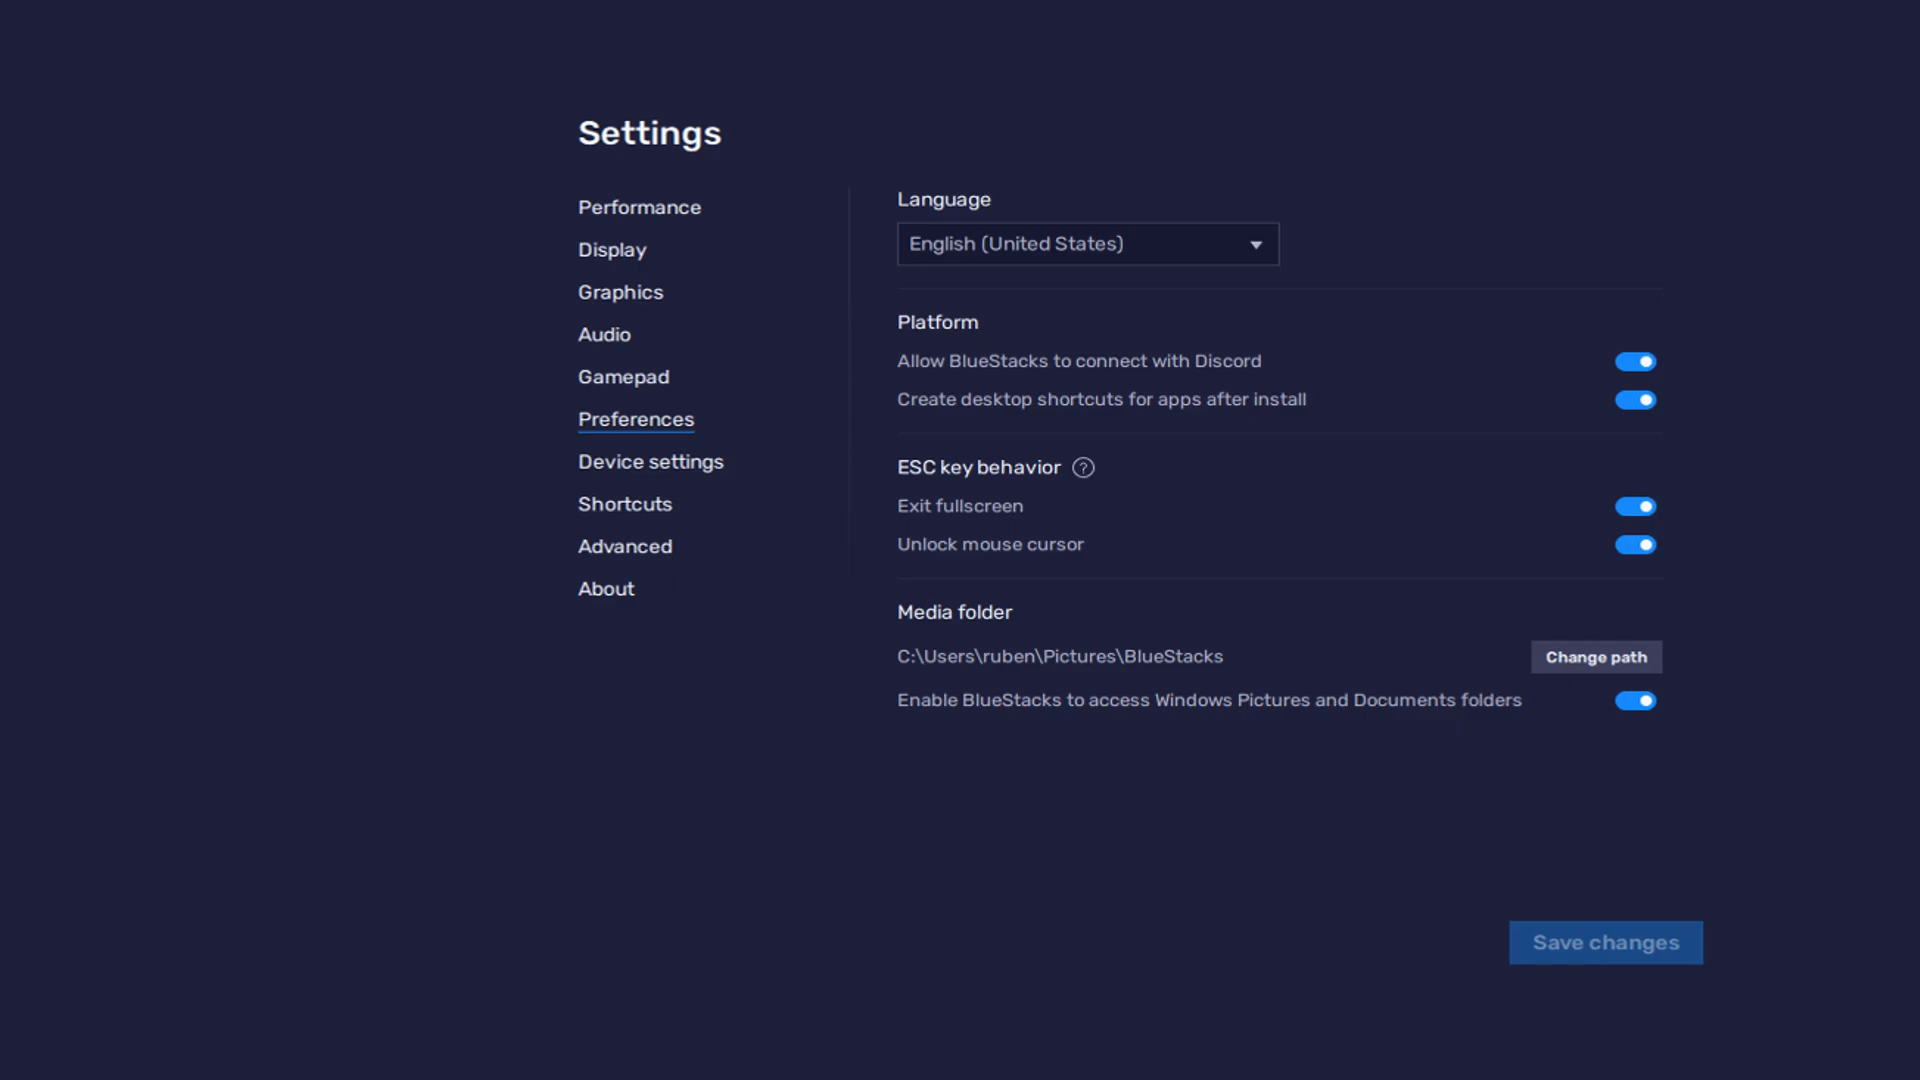 Settings
Performance
Display
Graphics
Audio
Gamepad
Preferences
Device settings
Shortcuts
Advanced
About
Language
English (United States)
Platform
Allow BlueStacks to connect with Discord
Create desktop shortcuts for apps after install
ESC key behavior ?
Exit fullscreen
Unlock mouse cursor
Media folder
C:\Users\ruben\Pictures\BlueStacks
Change path
Enable BlueStacks to access Windows Pictures and Documents folders
Save changes